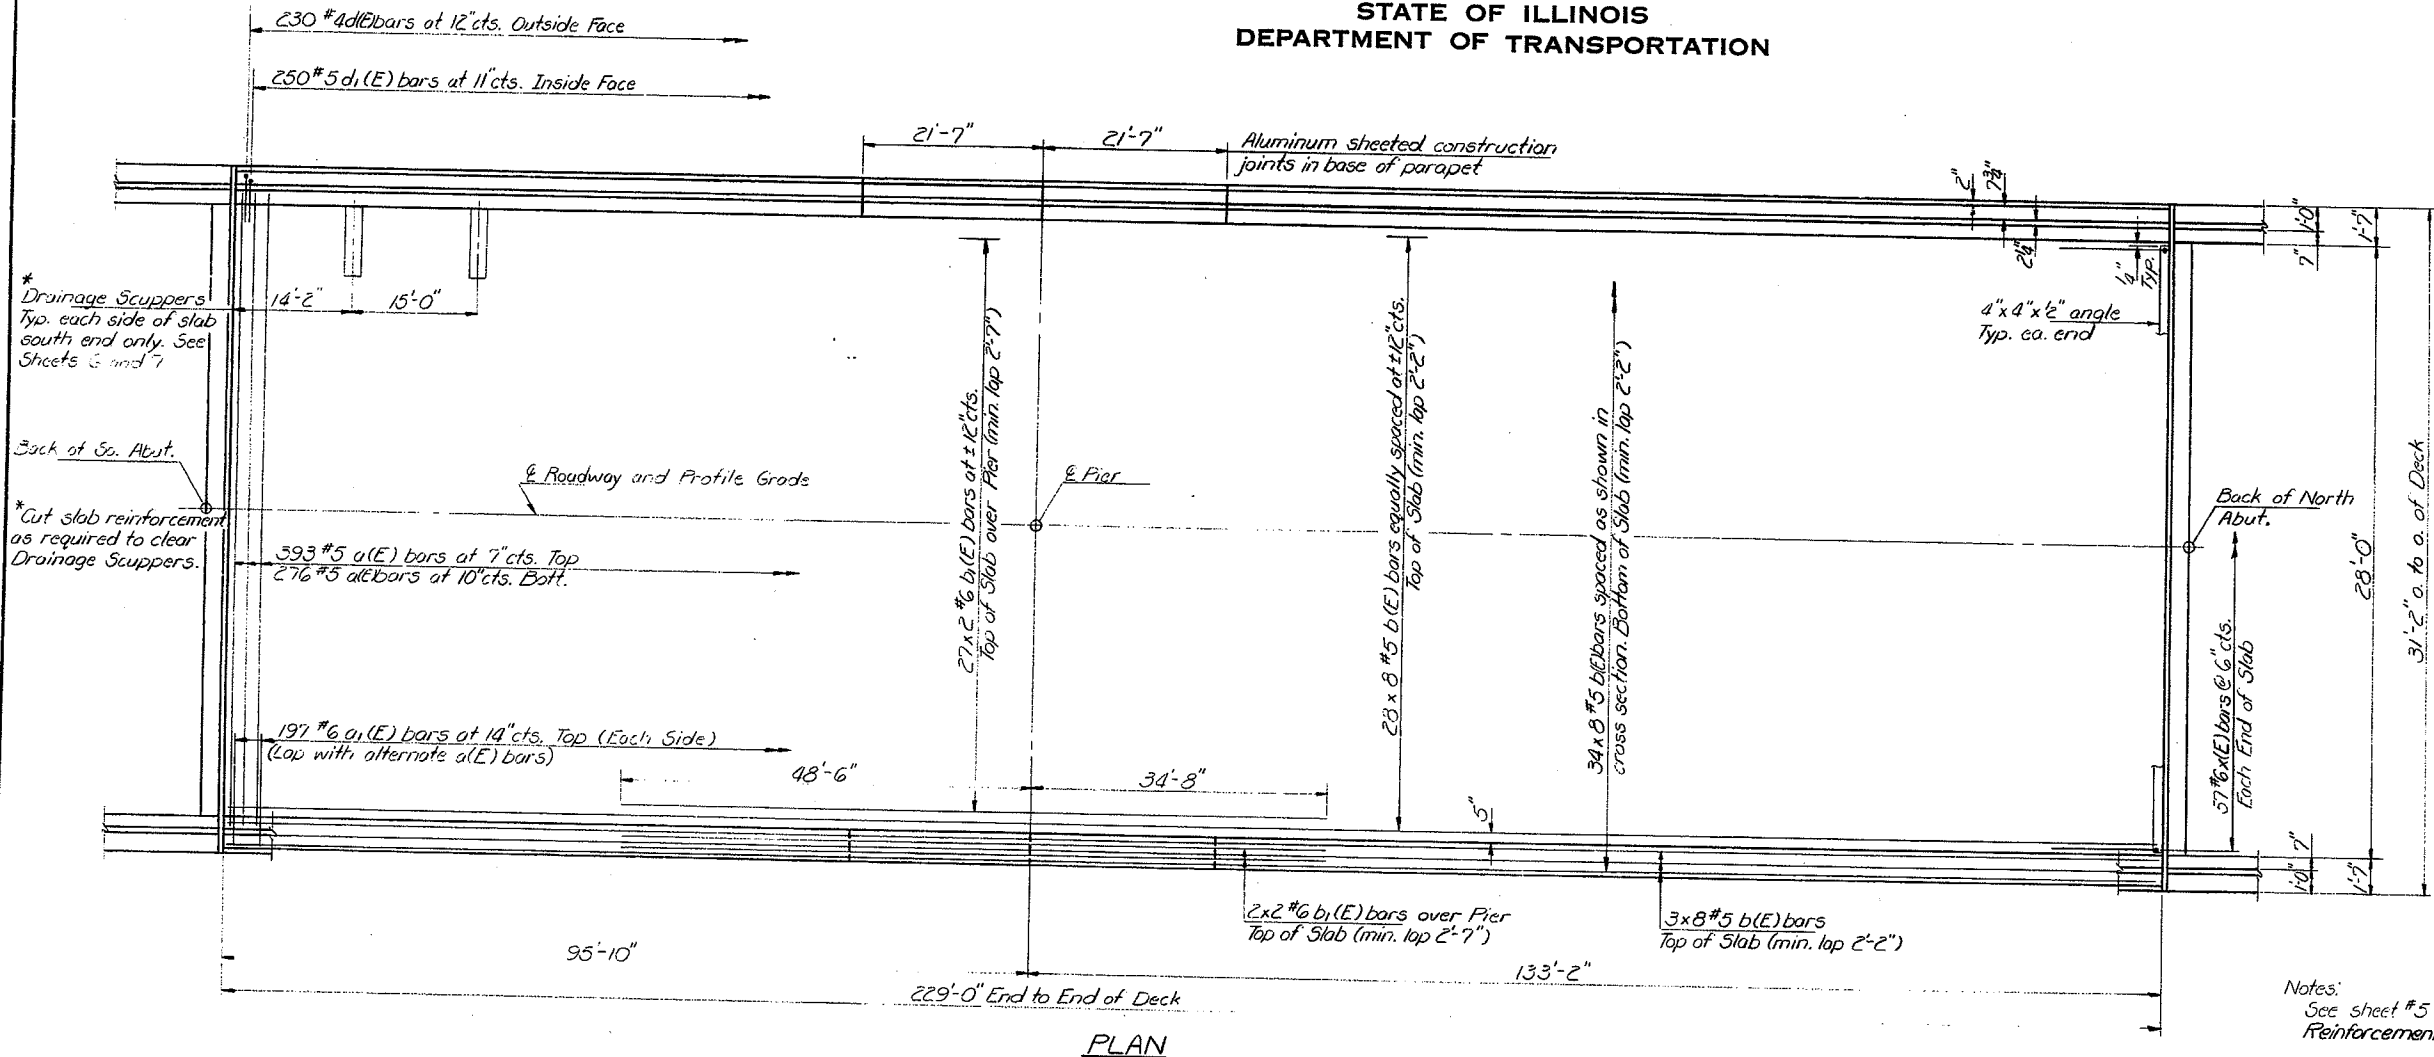 STATE OF ILLINOIS
DEPARTMENT OF TRANSPORTATION
230 #4d(E)bars at 12"cts. Outside Face
250 #5 d₁(E) bars at 11"cts. Inside Face
21'-7"
21'-7"
Aluminum sheeted construction
joints in base of parapet
2"
7¾"
2¼"
¼"
Typ.
1'-0"
7"
1'-7"
4"x4"x½" angle
Typ. ea. end
*
Drainage Scuppers
Typ. each side of slab
south end only. See
Sheets 6 and 7
14'-2"
15'-0"
Back of So. Abut.
*Cut slab reinforcement
as required to clear
Drainage Scuppers.
℄ Roadway and Profile Grade
℄ Pier
393 #5 a(E) bars at 7"cts. Top
276 #5 a(E)bars at 10"cts. Bott.
197 #6 a₁(E) bars at 14"cts. Top (Each Side)
(Lap with alternate a(E) bars)
27x2 #6 b₁(E) bars at ±12"cts.
Top of Slab over Pier (min. lap 2'-7")
28 x 8 #5 b(E) bars equally spaced at ±12"cts.
Top of Slab (min. lap 2'-2")
34x8 #5 b(E)bars spaced as shown in
cross section. Bottom of Slab (min. lap 2'-2")
Back of North
Abut.
57 #6x(E)bars @ 6"cts.
Each End of Slab
28'-0"
31'-2" o. to o. of Deck
48'-6"
34'-8"
5"
7"
1'-0"
1'-7"
2x2 #6 b₁(E) bars over Pier
Top of Slab (min. lap 2'-7")
3x8 #5 b(E) bars
Top of Slab (min. lap 2'-2")
95'-10"
133'-2"
229'-0" End to End of Deck
PLAN
Notes:
See sheet #5
Reinforcemen